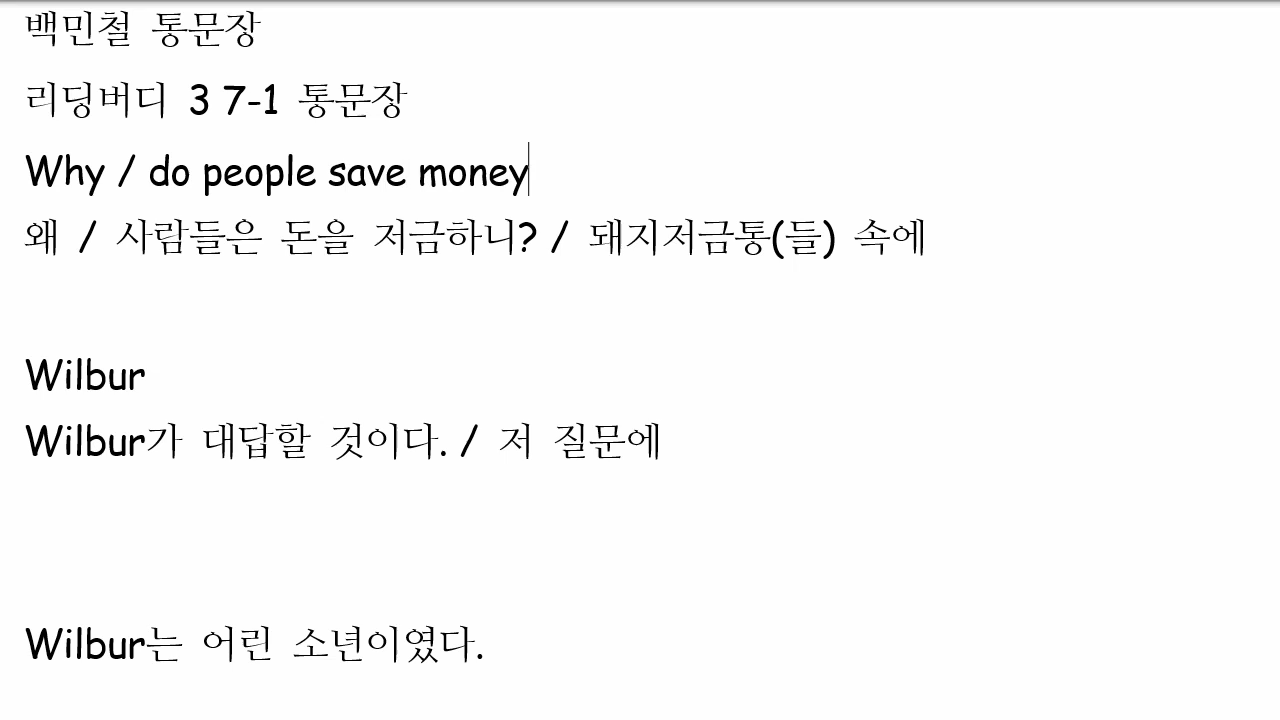 백민철 통문장
리딩버디 3 7-1 통문장
Why / do people save money
왜 / 사람들은 돈을 저금하니? / 돼지저금통(들) 속에
Wilbur
Wilbur가 대답할 것이다. / 저 질문에
Wilbur는 어린 소년이였다.